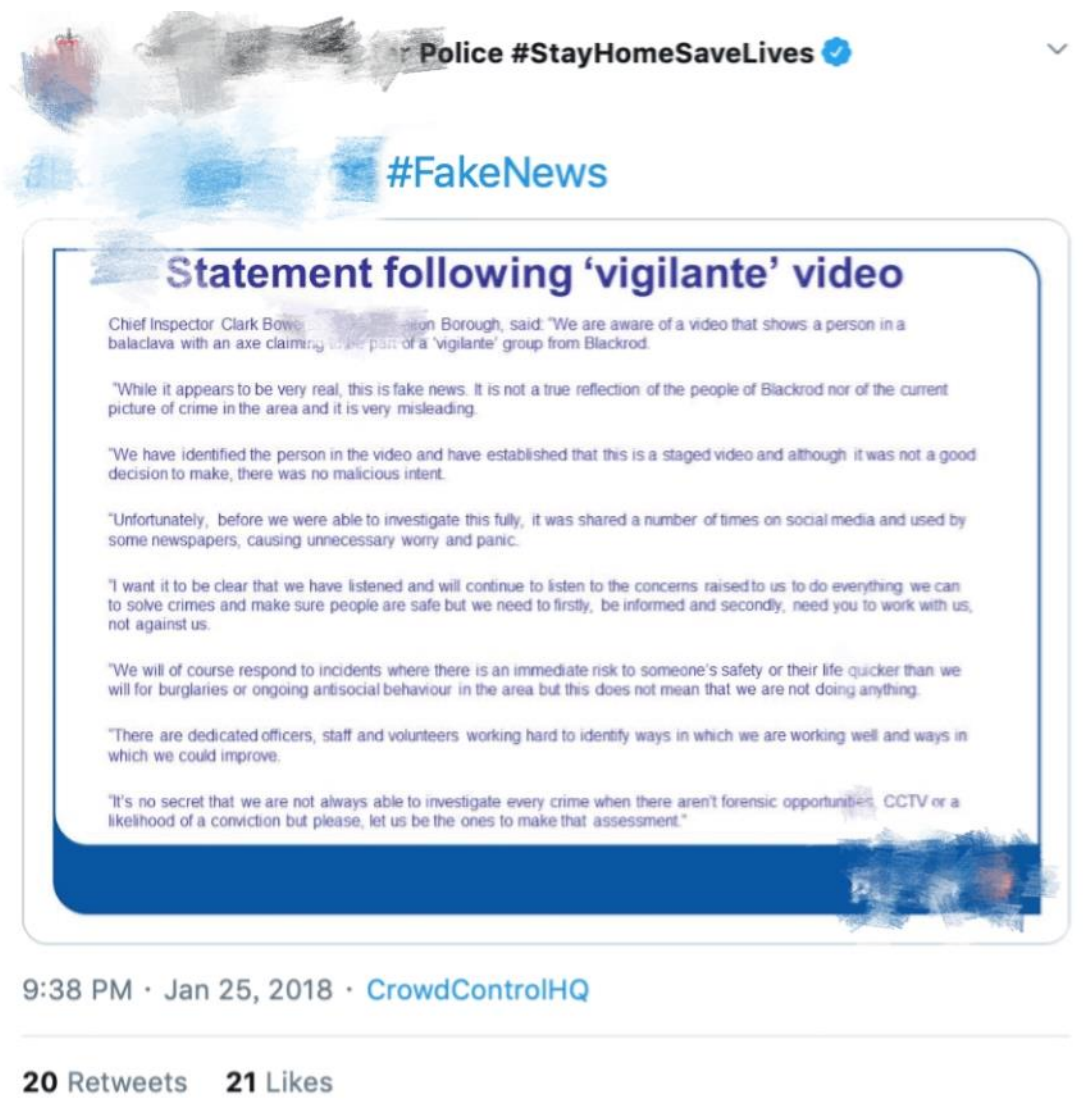 Police #StayHomeSaveLives
#FakeNews
Statement following ‘vigilante’ video
Chief Inspector Clark Borough, said: “We are aware of a video that shows a person in a
balaclava with an axe claiming part of a ‘vigilante’ group from Blackrod.
“While it appears to be very real, this is fake news. It is not a true reflection of the people of Blackrod nor of the current
picture of crime in the area and it is very misleading.
“We have identified the person in the video and have established that this is a staged video and although it was not a good
decision to make, there was no malicious intent.
“Unfortunately, before we were able to investigate this fully, it was shared a number of times on social media and used by
some newspapers, causing unnecessary worry and panic.
“I want it to be clear that we have listened and will continue to listen to the concerns raised to us to do everything we can
to solve crimes and make sure people are safe but we need to firstly, be informed and secondly, need you to work with us,
not against us.
“We will of course respond to incidents where there is an immediate risk to someone’s safety or their life quicker than we
will for burglaries or ongoing antisocial behaviour in the area but this does not mean that we are not doing anything.
“There are dedicated officers, staff and volunteers working hard to identify ways in which we are working well and ways in
which we could improve.
“It’s no secret that we are not always able to investigate every crime when there aren’t forensic opportunities, CCTV or a
likelihood of a conviction but please, let us be the ones to make that assessment.”
9:38 PM · Jan 25, 2018 · CrowdControlHQ
20 Retweets 21 Likes